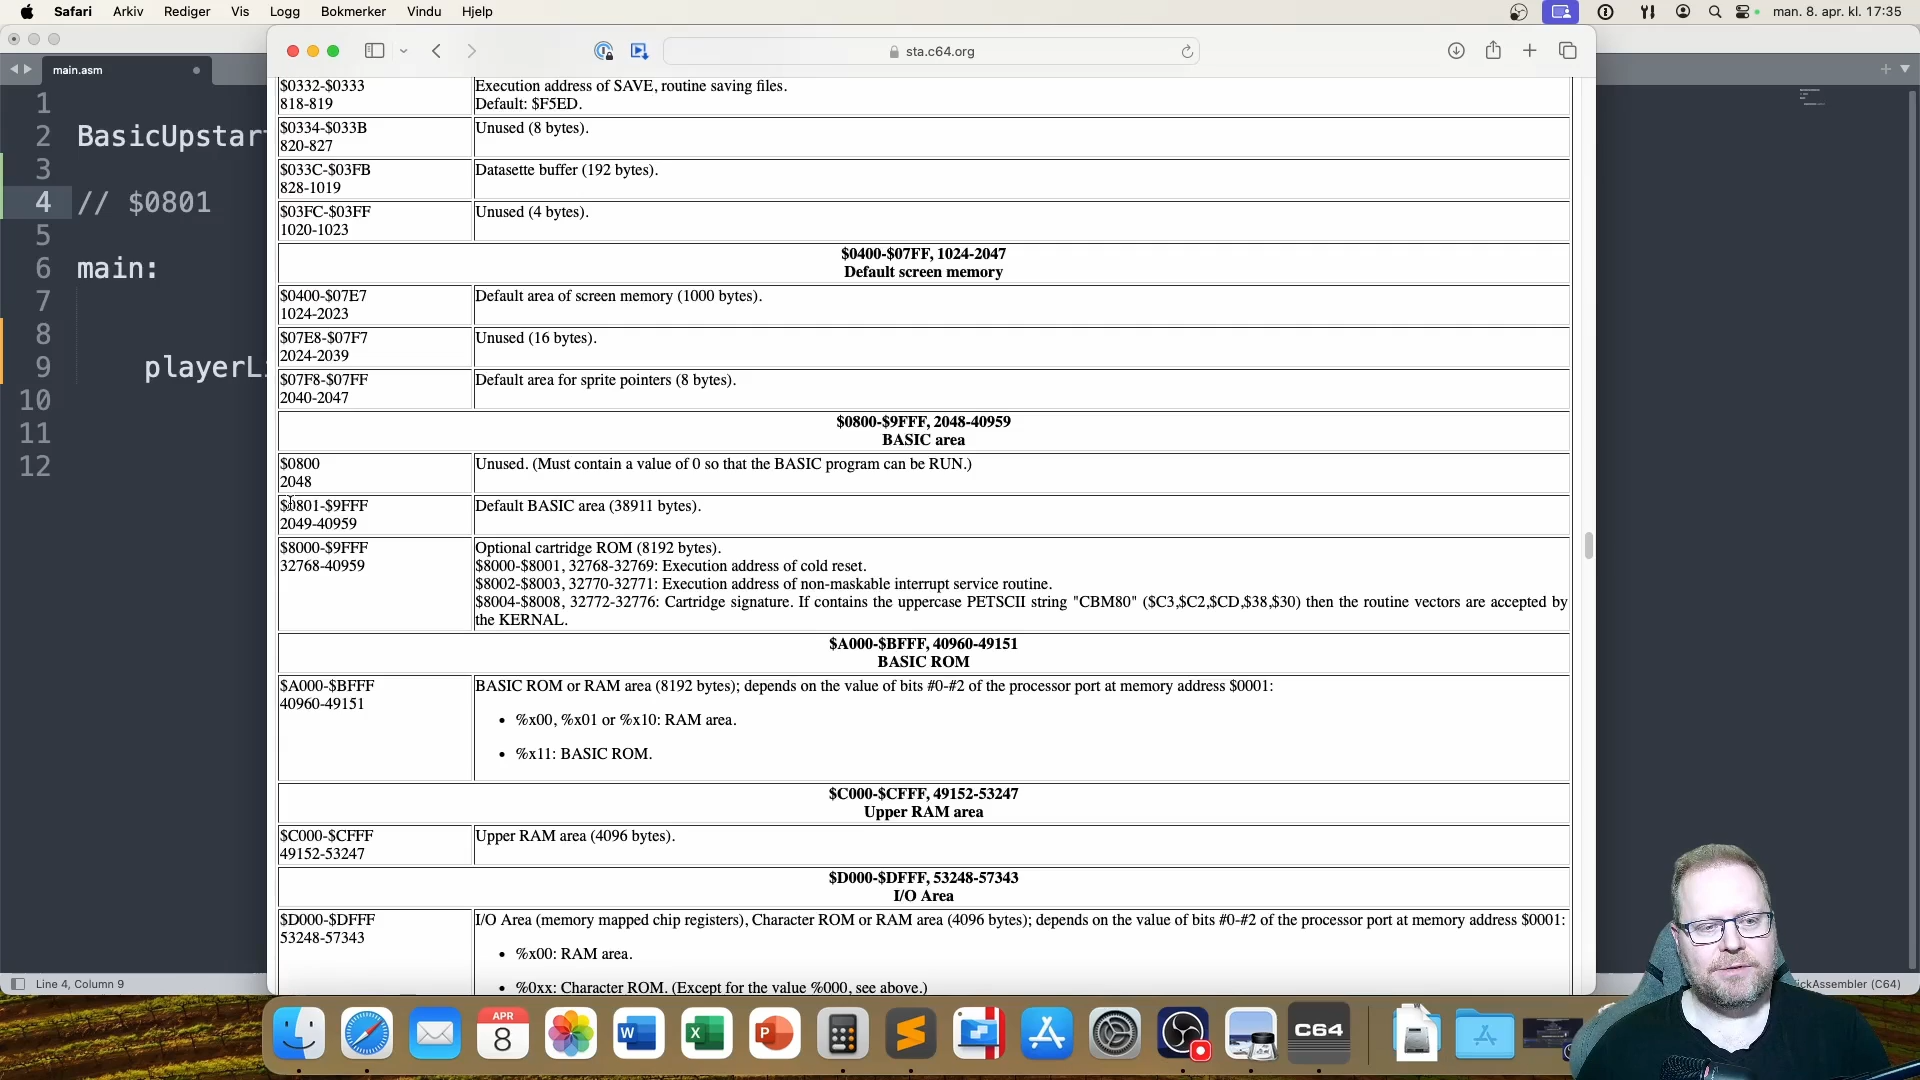 Safari Arkiv Rediger Vis Logg Bokmerker Vindu Hjelp man. 8. apr. kl. 17:35
main.asm
sta.c64.org
1
2 BasicUpstar
3
4 // $0801
5
6 main:
7
8
9 playerL
10
11
12
$0332-$0333 Execution address of SAVE, routine saving files.
818-819 Default: $F5ED.
$0334-$033B Unused (8 bytes).
820-827
$033C-$03FB Datasette buffer (192 bytes).
828-1019
$03FC-$03FF Unused (4 bytes).
1020-1023
$0400-$07FF, 1024-2047
Default screen memory
$0400-$07E7 Default area of screen memory (1000 bytes).
1024-2023
$07E8-$07F7 Unused (16 bytes).
2024-2039
$07F8-$07FF Default area for sprite pointers (8 bytes).
2040-2047
$0800-$9FFF, 2048-40959
BASIC area
$0800 Unused. (Must contain a value of 0 so that the BASIC program can be RUN.)
2048
$0801-$9FFF Default BASIC area (38911 bytes).
2049-40959
$8000-$9FFF Optional cartridge ROM (8192 bytes).
32768-40959 $8000-$8001, 32768-32769: Execution address of cold reset.
$8002-$8003, 32770-32771: Execution address of non-maskable interrupt service routine.
$8004-$8008, 32772-32776: Cartridge signature. If contains the uppercase PETSCII string "CBM80" ($C3,$C2,$CD,$38,$30) then the routine vectors are accepted by
the KERNAL.
$A000-$BFFF, 40960-49151
BASIC ROM
$A000-$BFFF BASIC ROM or RAM area (8192 bytes); depends on the value of bits #0-#2 of the processor port at memory address $0001:
40960-49151
• %x00, %x01 or %x10: RAM area.
• %x11: BASIC ROM.
$C000-$CFFF, 49152-53247
Upper RAM area
$C000-$CFFF Upper RAM area (4096 bytes).
49152-53247
$D000-$DFFF, 53248-57343
I/O Area
$D000-$DFFF I/O Area (memory mapped chip registers), Character ROM or RAM area (4096 bytes); depends on the value of bits #0-#2 of the processor port at memory address $0001:
53248-57343
• %x00: RAM area.
• %0xx: Character ROM. (Except for the value %000, see above.)
Line 4, Column 9
ickAssembler (C64)
APR
8
W
X
P
C64